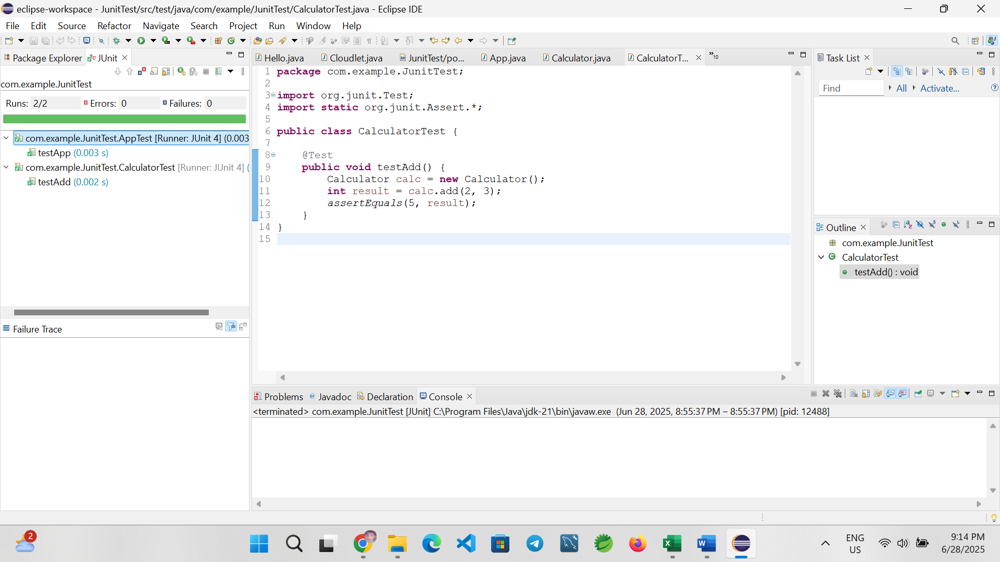 eclipse-workspace - JunitTest/src/test/java/com/example/JunitTest/CalculatorTest.java - Eclipse IDE
File Edit Source Refactor Navigate Search Project Run Window Help
Package Explorer JUnit
com.example.JunitTest
Runs: 2/2 Errors: 0 Failures: 0
com.example.JunitTest.AppTest [Runner: JUnit 4] (0.003
testApp (0.003 s)
com.example.JunitTest.CalculatorTest [Runner: JUnit 4] (
testAdd (0.002 s)
Failure Trace
Hello.java Cloudlet.java JunitTest/po... App.java Calculator.java CalculatorT... »10
1 package com.example.JunitTest;
2
3 import org.junit.Test;
4 import static org.junit.Assert.*;
5
6 public class CalculatorTest {
7
8 @Test
9 public void testAdd() {
10 Calculator calc = new Calculator();
11 int result = calc.add(2, 3);
12 assertEquals(5, result);
13 }
14 }
15
Task List
Find All Activate...
Outline
com.example.JunitTest
CalculatorTest
testAdd() : void
Problems Javadoc Declaration Console
<terminated> com.example.JunitTest [JUnit] C:\Program Files\Java\jdk-21\bin\javaw.exe (Jun 28, 2025, 8:55:37 PM – 8:55:37 PM) [pid: 12488]
2
ENG
US
9:14 PM
6/28/2025